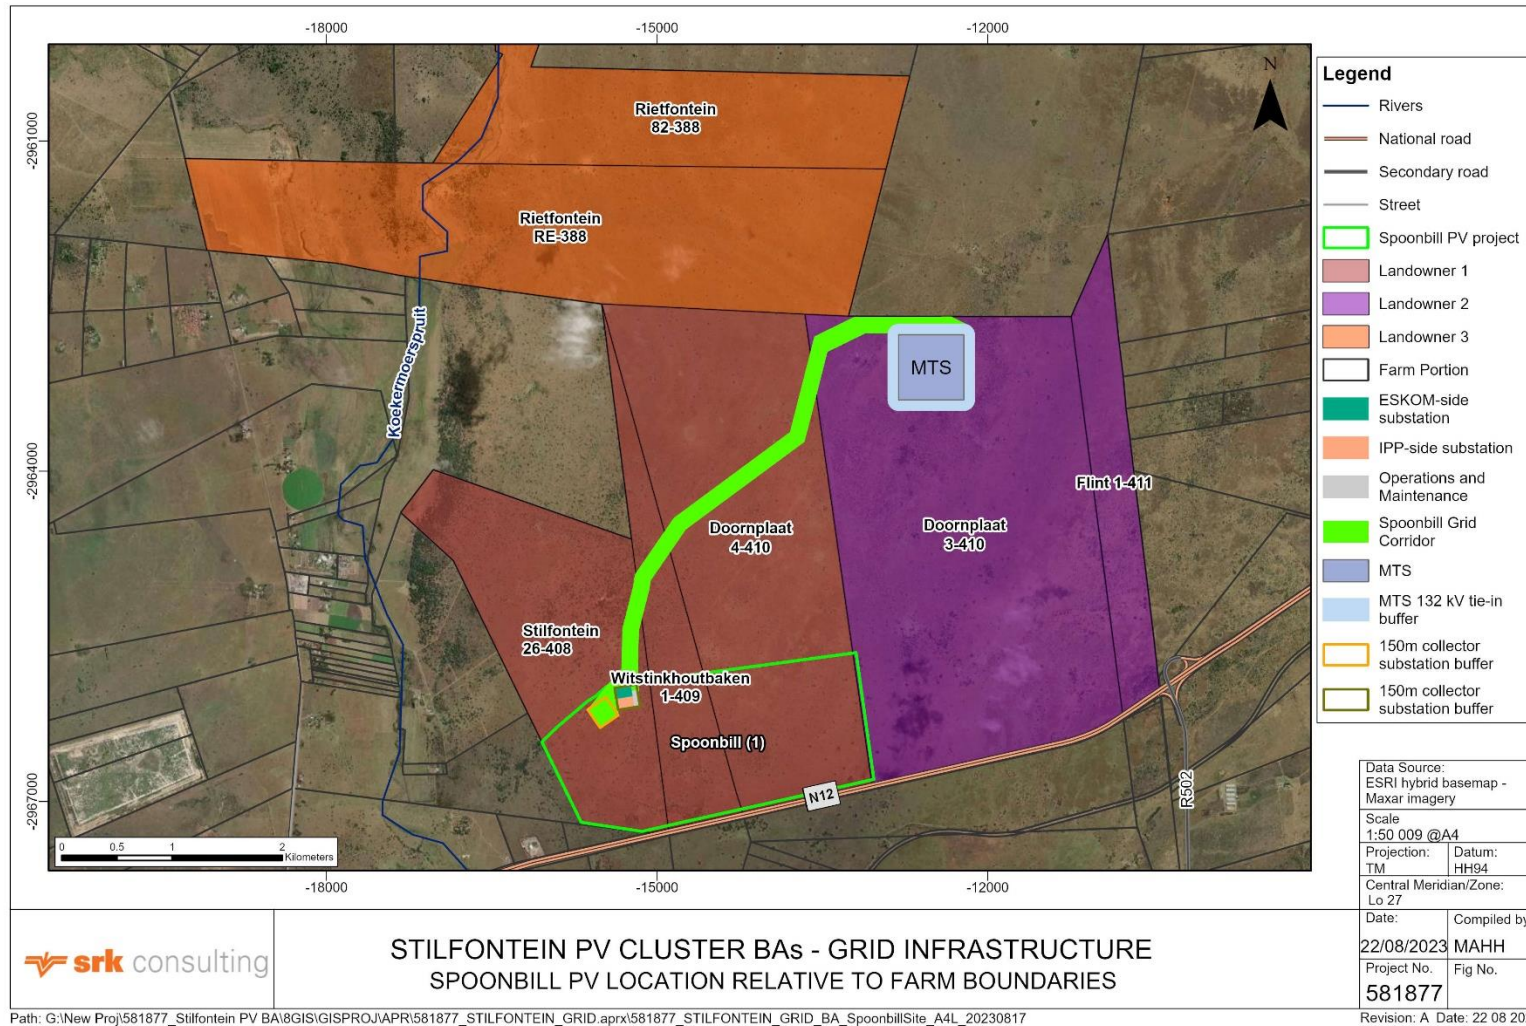 -18000
-15000
-12000
-2961000
-2964000
-2967000
N
Rietfontein
82-388
Rietfontein
RE-388
Koekermoerspruit
MTS
Flint 1-411
Doornplaat
4-410
Doornplaat
3-410
Stilfontein
26-408
Witstinkhoutbaken
1-409
Spoonbill (1)
N12
R502
0 0.5 1 2
Kilometers
-18000
-15000
-12000
Legend
Rivers
National road
Secondary road
Street
Spoonbill PV project
Landowner 1
Landowner 2
Landowner 3
Farm Portion
ESKOM-side
substation
IPP-side substation
Operations and
Maintenance
Spoonbill Grid
Corridor
MTS
MTS 132 kV tie-in
buffer
150m collector
substation buffer
150m collector
substation buffer
Data Source:
ESRI hybrid basemap -
Maxar imagery
Scale
1:50 009 @A4
Projection: Datum:
TM HH94
Central Meridian/Zone:
Lo 27
Date: Compiled by
22/08/2023 MAHH
Project No. Fig No.
581877
srk consulting
STILFONTEIN PV CLUSTER BAs - GRID INFRASTRUCTURE
SPOONBILL PV LOCATION RELATIVE TO FARM BOUNDARIES
Path: G:\New Proj\581877_Stilfontein PV BA\8GIS\GISPROJ\APR\581877_STILFONTEIN_GRID.aprx\581877_STILFONTEIN_GRID_BA_SpoonbillSite_A4L_20230817
Revision: A Date: 22 08 20